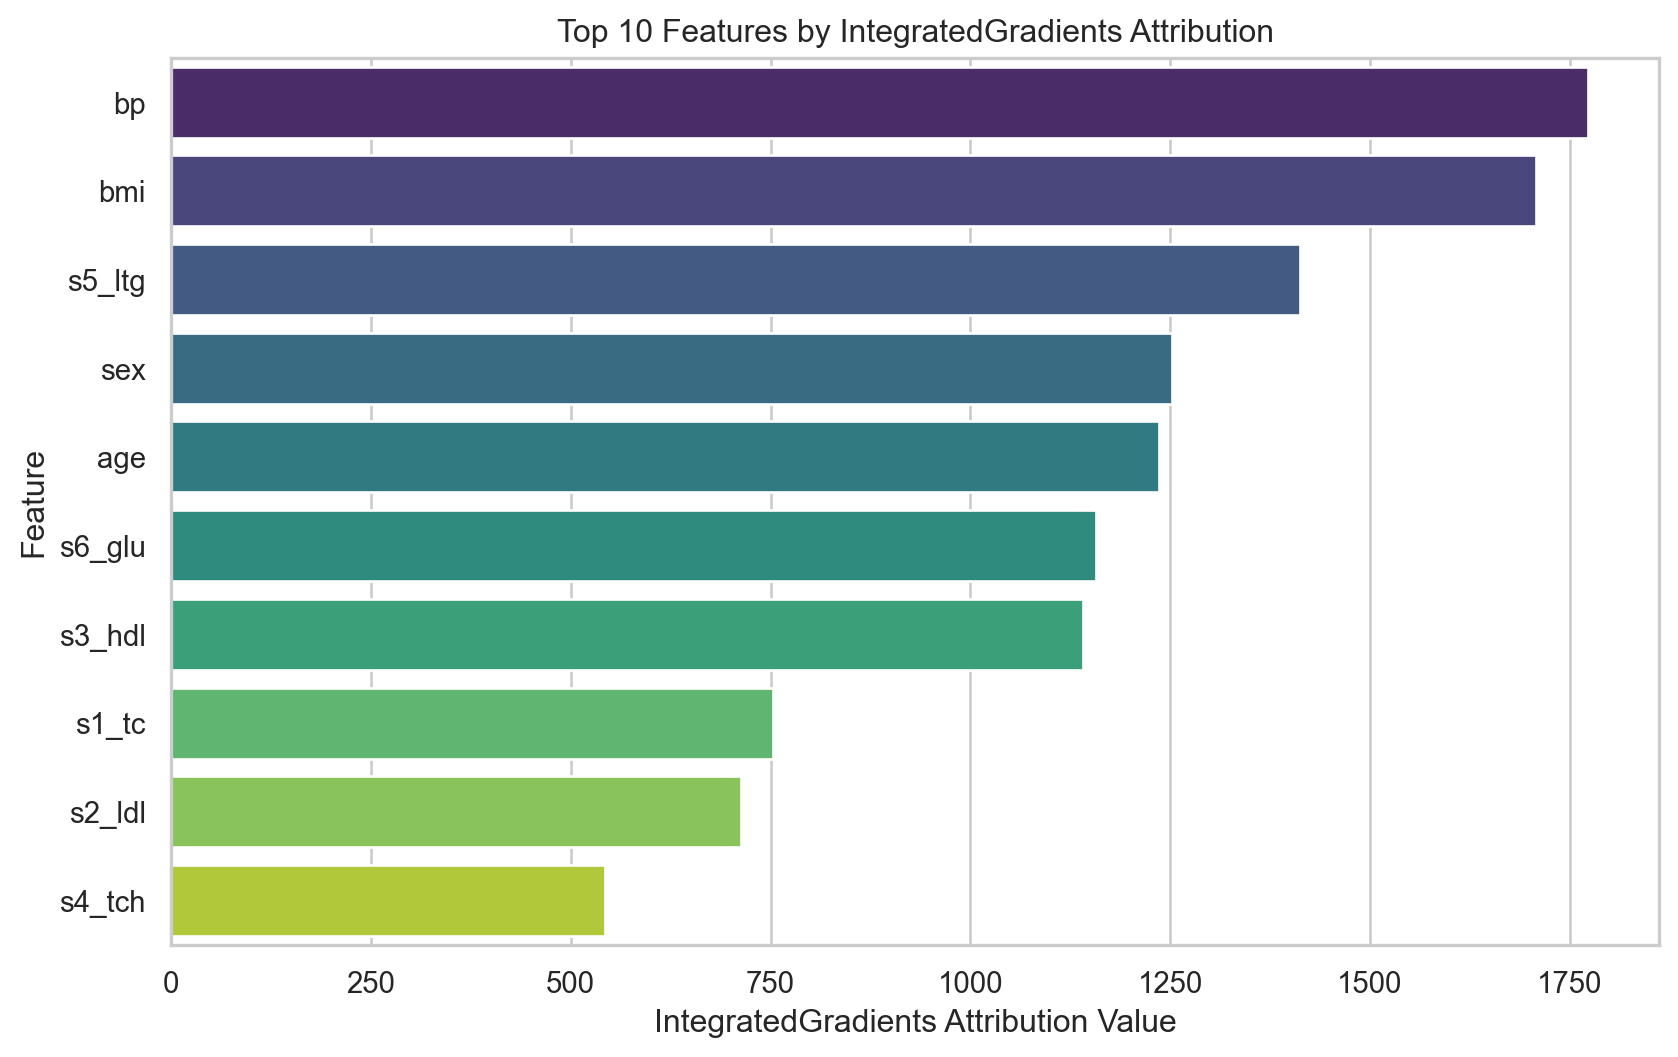 Top 10 Features by IntegratedGradients Attribution
Feature
bp
bmi
s5_ltg
sex
age
s6_glu
s3_hdl
s1_tc
s2_ldl
s4_tch
0 250 500 750 1000 1250 1500 1750
IntegratedGradients Attribution Value